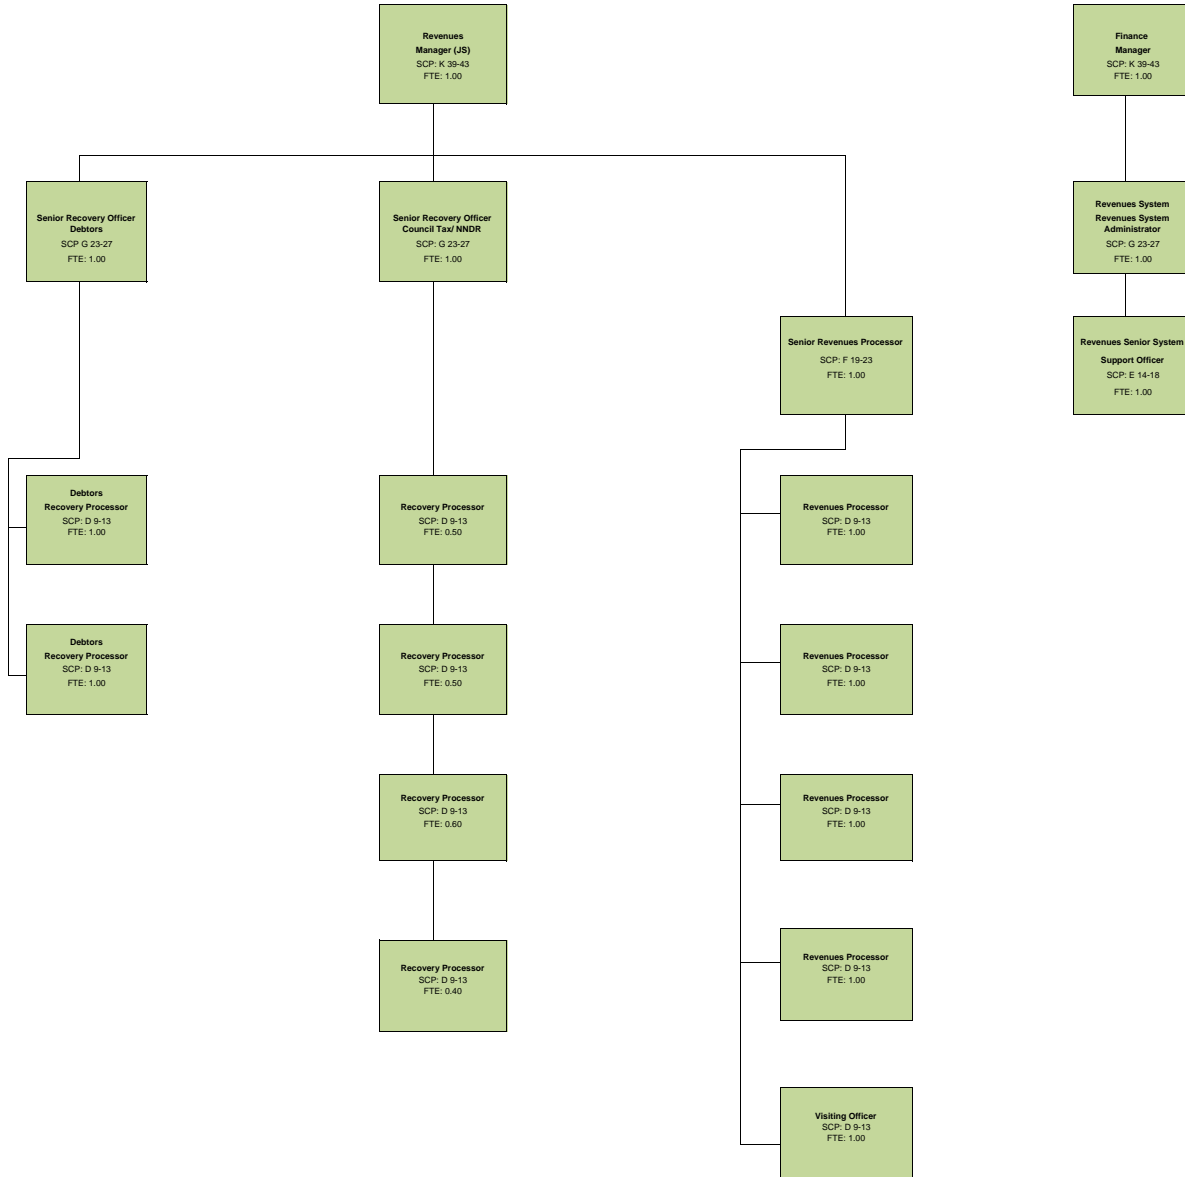 Revenues
Manager (JS)
SCP: K 39-43
FTE: 1.00
Finance
Manager
SCP: K 39-43
FTE: 1.00
Senior Recovery Officer
Debtors
SCP G 23-27
FTE: 1.00
Senior Recovery Officer
Council Tax/ NNDR
SCP: G 23-27
FTE: 1.00
Revenues System
Revenues System
Administrator
SCP: G 23-27
FTE: 1.00
Senior Revenues Processor
SCP: F 19-23
FTE: 1.00
Revenues Senior System
Support Officer
SCP: E 14-18
FTE: 1.00
Debtors
Recovery Processor
SCP: D 9-13
FTE: 1.00
Recovery Processor
SCP: D 9-13
FTE: 0.50
Revenues Processor
SCP: D 9-13
FTE: 1.00
Debtors
Recovery Processor
SCP: D 9-13
FTE: 1.00
Recovery Processor
SCP: D 9-13
FTE: 0.50
Revenues Processor
SCP: D 9-13
FTE: 1.00
Recovery Processor
SCP: D 9-13
FTE: 0.60
Revenues Processor
SCP: D 9-13
FTE: 1.00
Recovery Processor
SCP: D 9-13
FTE: 0.40
Revenues Processor
SCP: D 9-13
FTE: 1.00
Visiting Officer
SCP: D 9-13
FTE: 1.00